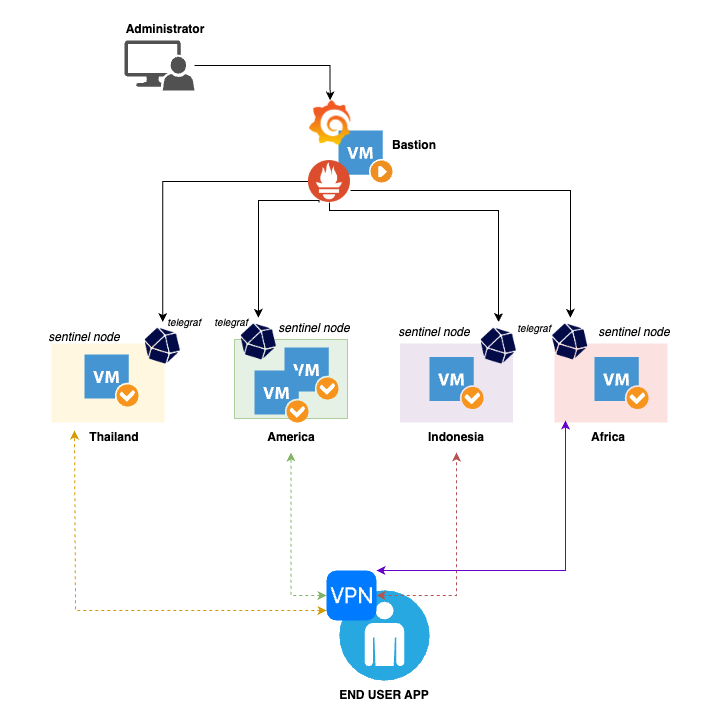 Administrator
VM
Bastion
telegraf
telegraf
telegraf
sentinel node
sentinel node
sentinel node
sentinel node
VM
VM
VM
VM
VM
Thailand
America
Indonesia
Africa
VPN
END USER APP